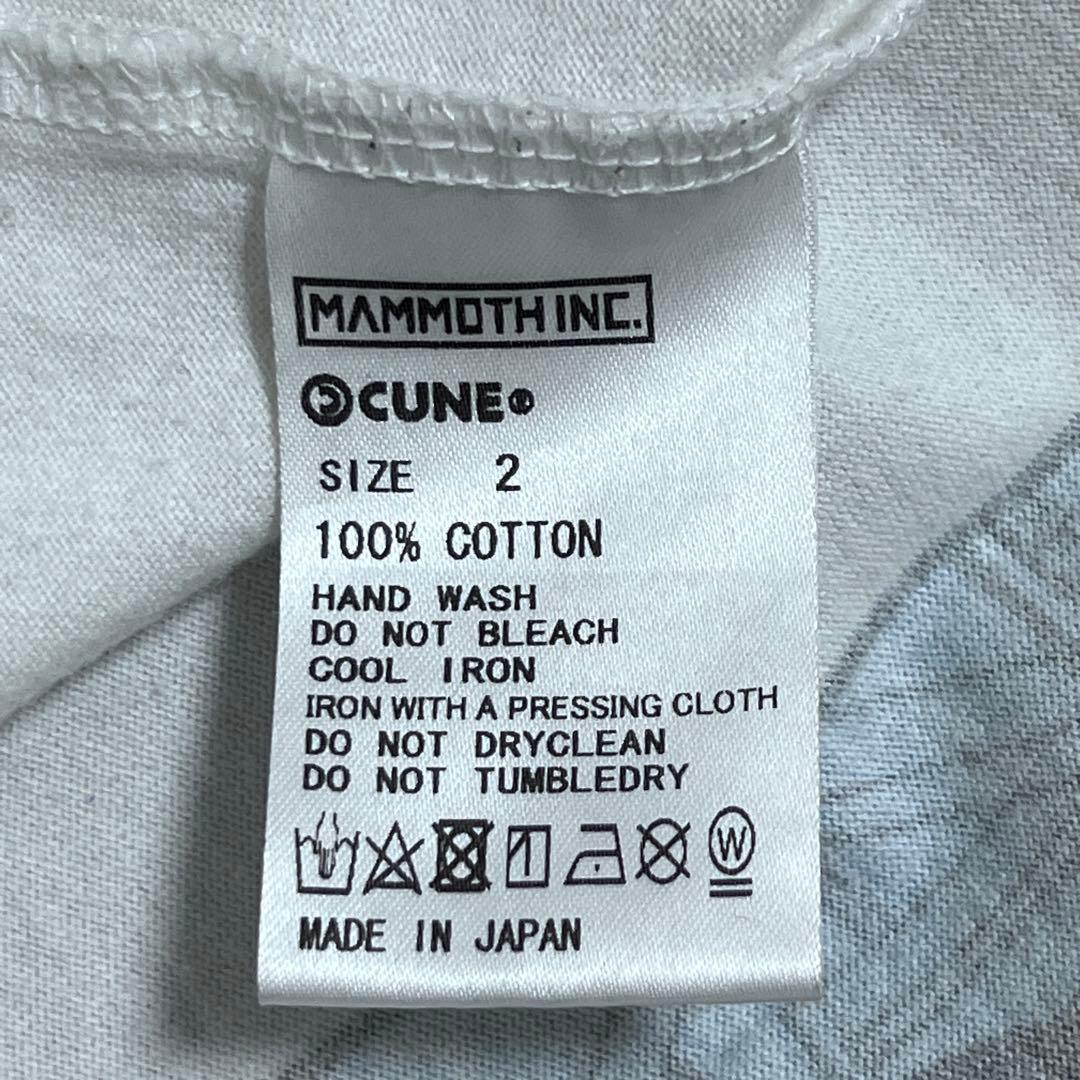 MAMMOTH INC.
CUNE®
SIZE 2
100% COTTON
HAND WASH
DO NOT BLEACH
COOL IRON
IRON WITH A PRESSING CLOTH
DO NOT DRYCLEAN
DO NOT TUMBLEDRY
W
MADE IN JAPAN